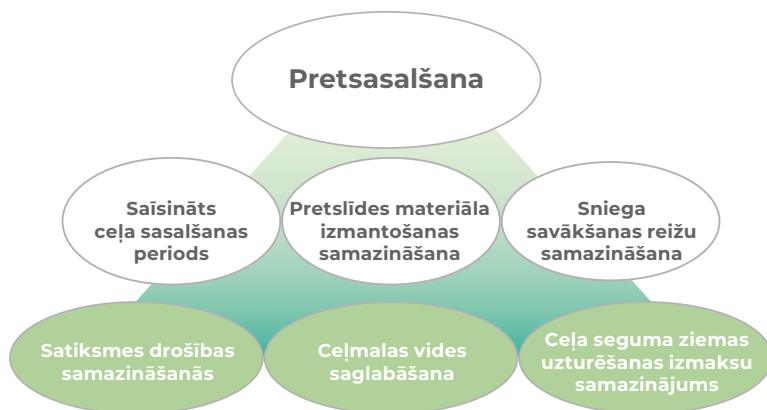 Pretsasalšana
Saīsināts
ceļa sasalšanas
periods
Pretslīdes materiāla
izmantošanas
samazināšana
Sniega
savākšanas reižu
samazināšana
Satiksmes drošības
samazināšanās
Ceļmalas vides
saglabāšana
Ceļa seguma ziemas
uzturēšanas izmaksu
samazinājums